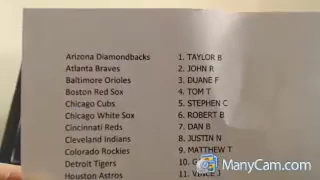 Arizona Diamondbacks 1. TAYLOR B
Atlanta Braves 2. JOHN R
Baltimore Orioles 3. DUANE F
Boston Red Sox 4. TOM T
Chicago Cubs 5. STEPHEN C
Chicago White Sox 6. ROBERT B
Cincinnati Reds 7. DAN B
Cleveland Indians 8. JUSTIN N
Colorado Rockies 9. MATTHEW T
Detroit Tigers 10.
Houston Astros 11.
ManyCam.com